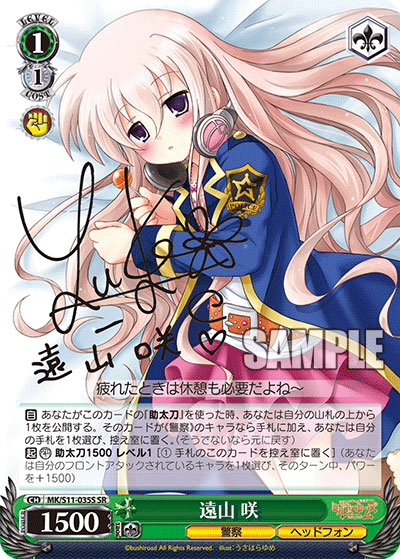 LEVEL
1
1
COST
POLICE
遠山咲
SAMPLE
疲れたときは休憩も必要だよね～
自 あなたがこのカードの「助太刀」を使った時、あなたは自分の山札の上から
1枚を公開する。そのカードが《警察》のキャラなら手札に加え、あなたは自
分の手札を1枚選び、控え室に置く。(そうでないなら元に戻す)
起 助太刀1500 レベル1 [① 手札のこのカードを控え室に置く] (あなたは
自分のフロントアタックされているキャラを1枚選び、そのターン中、パワー
を+1500)
CH MK/S11-035S SR
1500
遠山 咲
警察 ヘッドフォン
©bushiroad All Rights Reserved. illust:うさはらゆめ